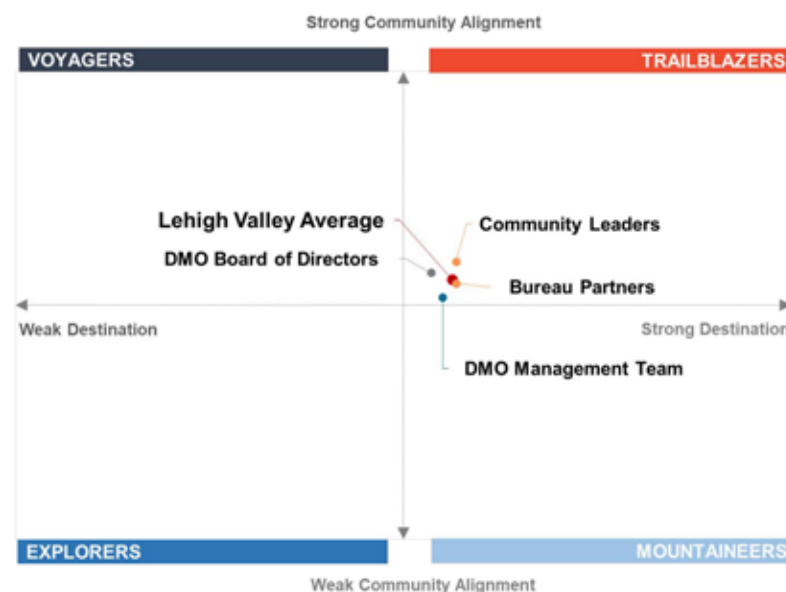 Strong Community Alignment
VOYAGERS
TRAILBLAZERS
Lehigh Valley Average
Community Leaders
DMO Board of Directors
Bureau Partners
Weak Destination
Strong Destination
DMO Management Team
EXPLORERS
MOUNTAINEERS
Weak Community Alignment